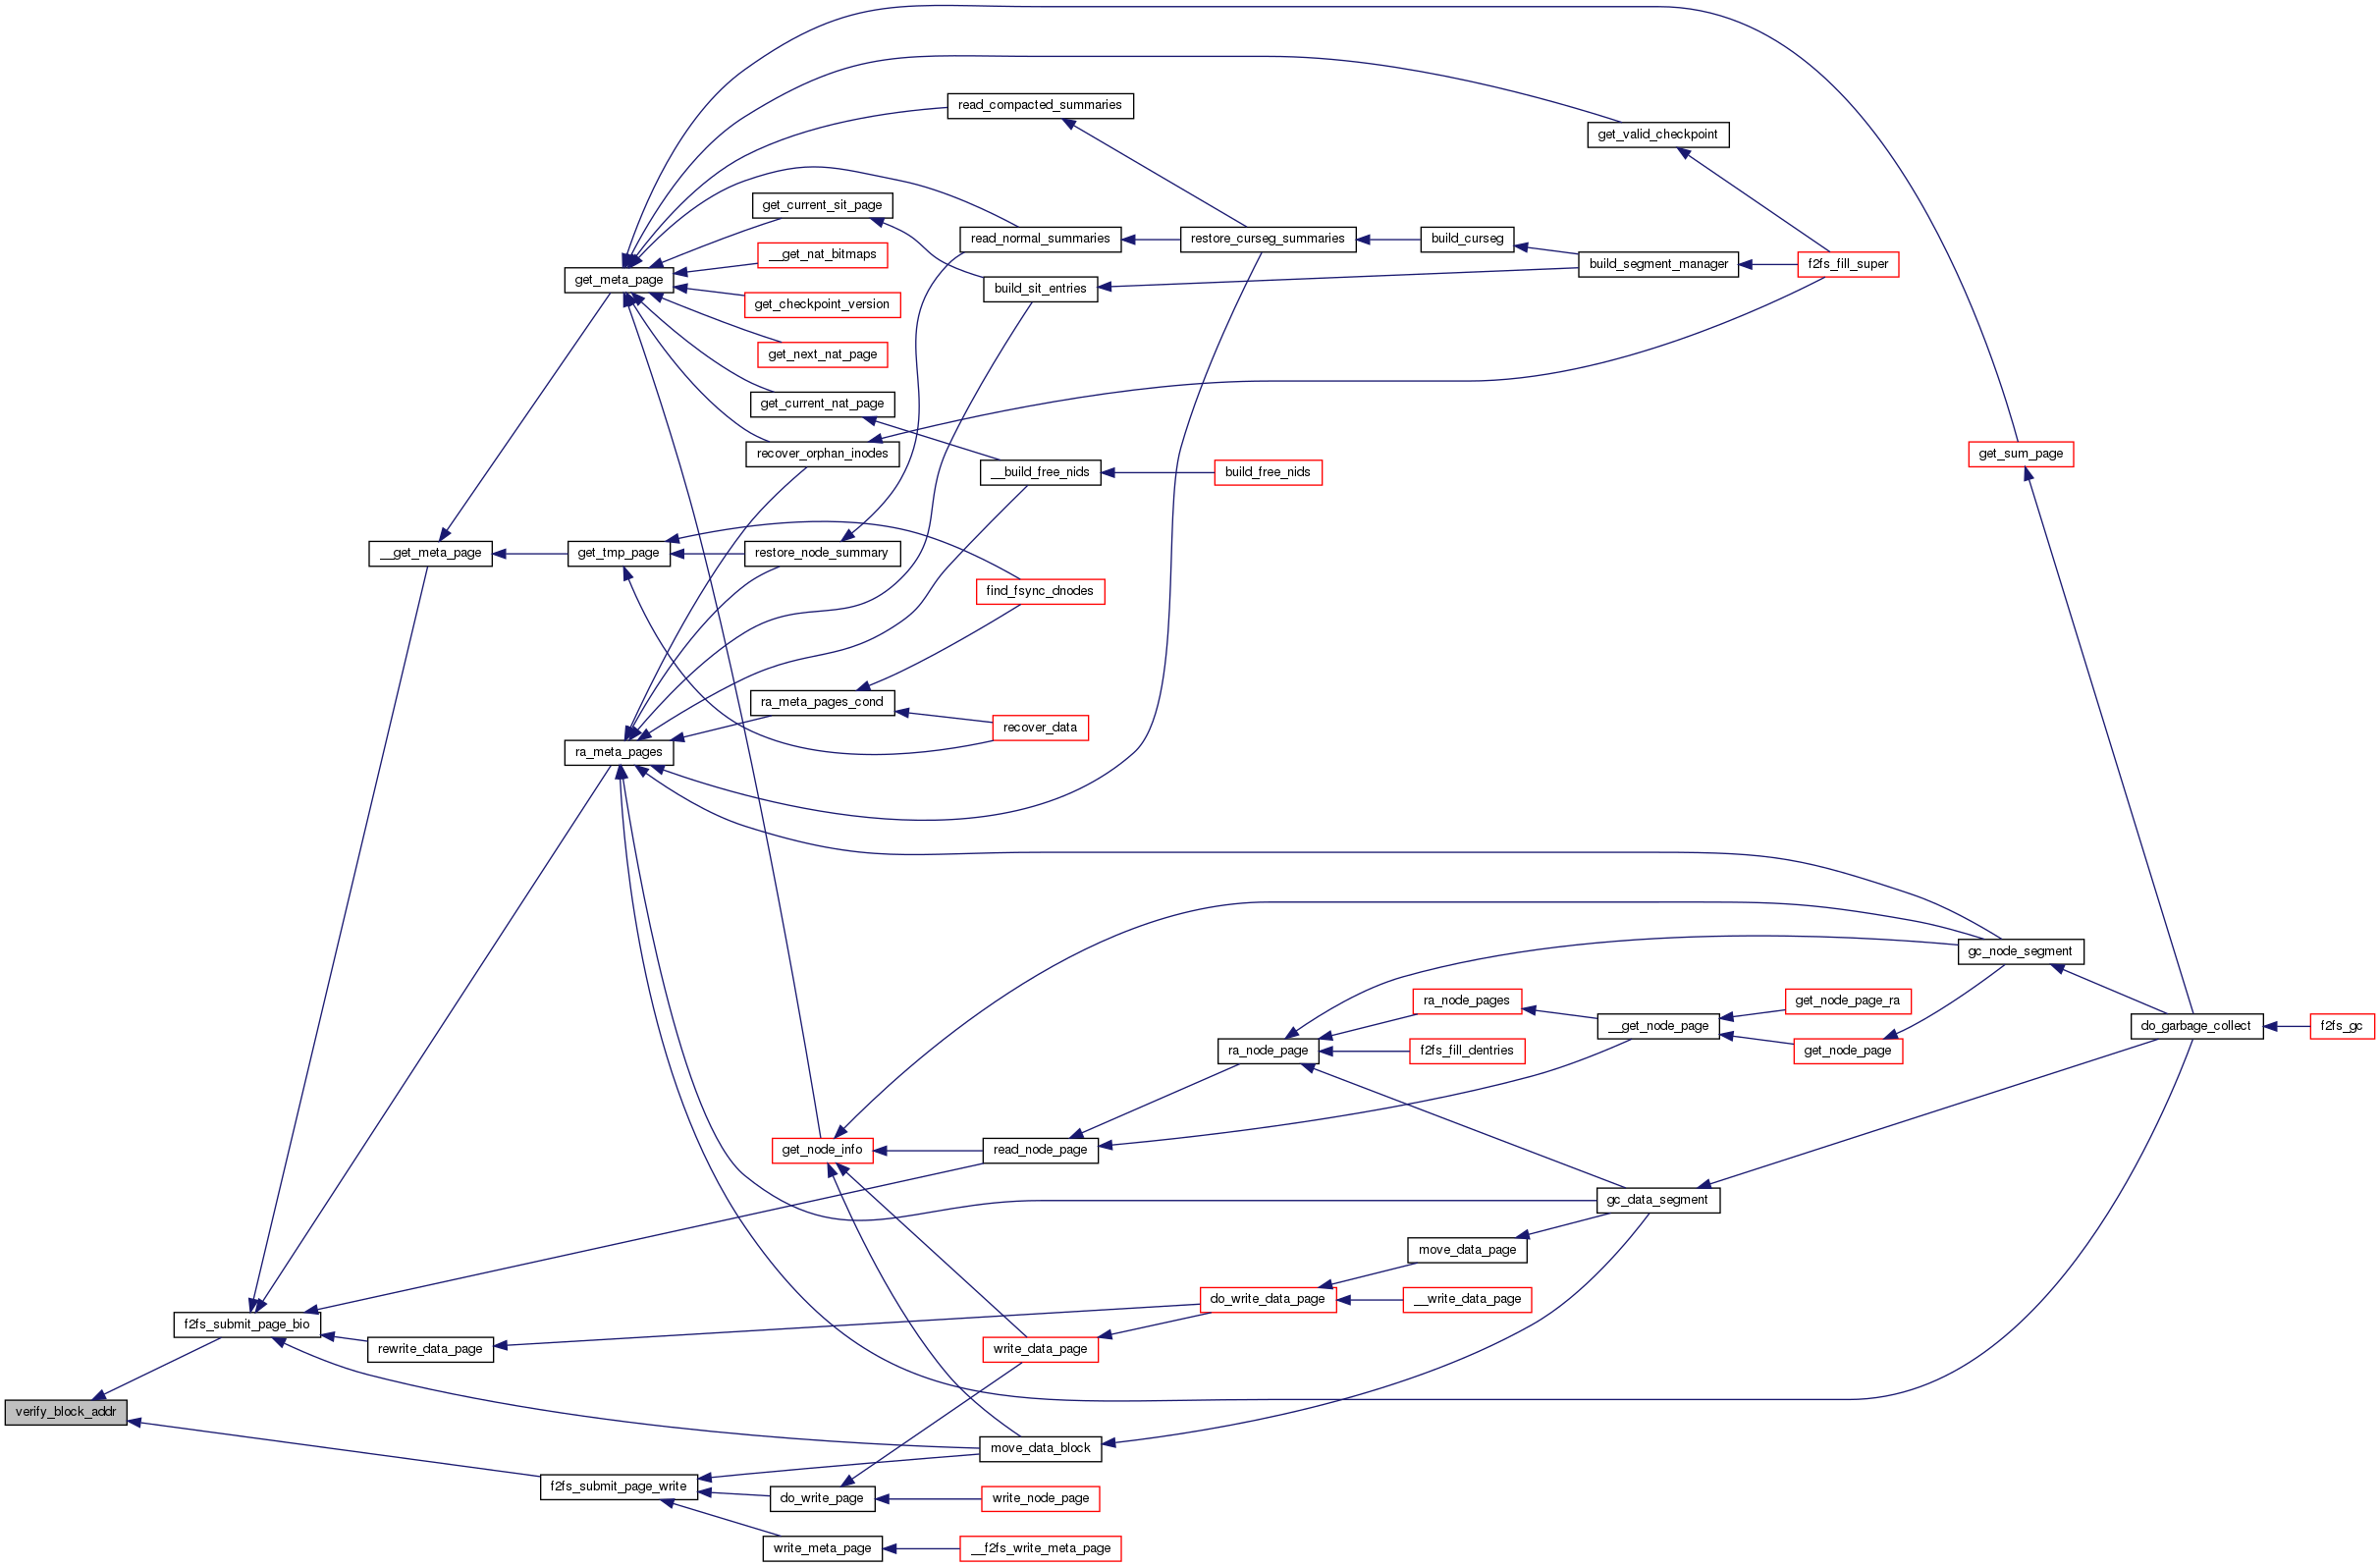 read_compacted_summaries
get_valid_checkpoint
get_current_sit_page
read_normal_summaries
restore_curseg_summaries
build_curseg
__get_nat_bitmaps
build_segment_manager
f2fs_fill_super
get_meta_page
build_sit_entries
get_checkpoint_version
get_next_nat_page
get_current_nat_page
recover_orphan_inodes
get_sum_page
__build_free_nids
build_free_nids
__get_meta_page
get_tmp_page
restore_node_summary
find_fsync_dnodes
ra_meta_pages_cond
recover_data
ra_meta_pages
gc_node_segment
ra_node_pages
get_node_page_ra
__get_node_page
do_garbage_collect
f2fs_gc
ra_node_page
f2fs_fill_dentries
get_node_page
get_node_info
read_node_page
gc_data_segment
move_data_page
do_write_data_page
__write_data_page
f2fs_submit_page_bio
rewrite_data_page
write_data_page
verify_block_addr
move_data_block
f2fs_submit_page_write
do_write_page
write_node_page
write_meta_page
__f2fs_write_meta_page